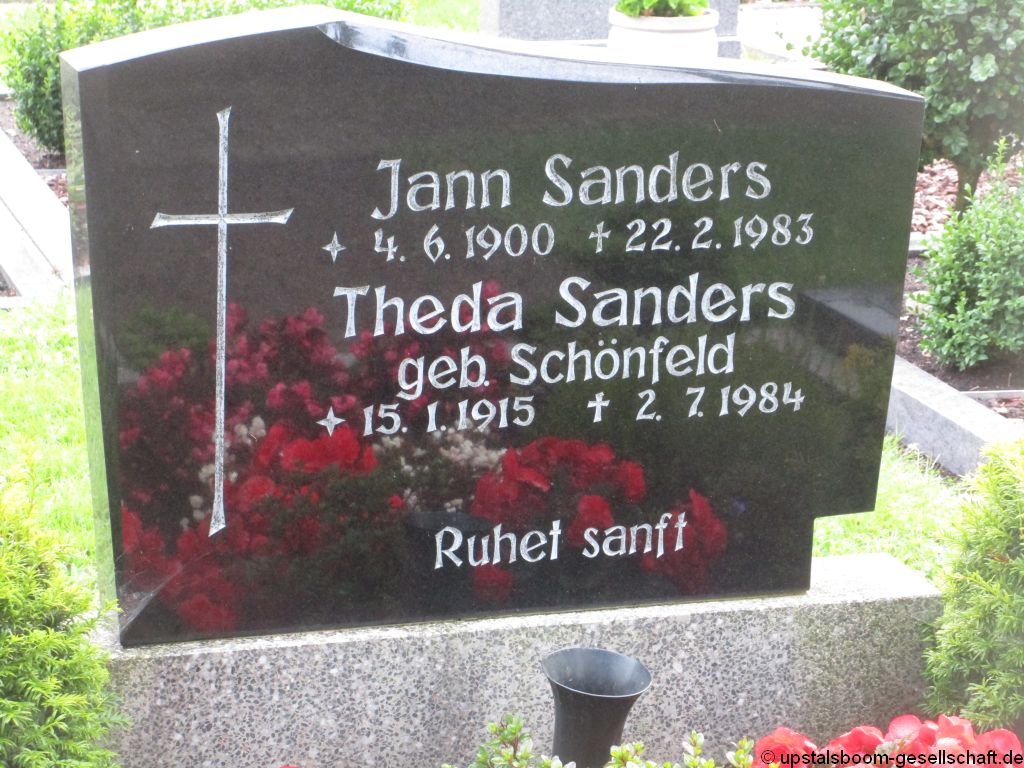 Jann Sanders
4. 6. 1900 † 22. 2. 1983
Theda Sanders
geb. Schönfeld
15. 1. 1915 † 2. 7. 1984
Ruhet sanft
© upstalsboom-gesellschaft.de